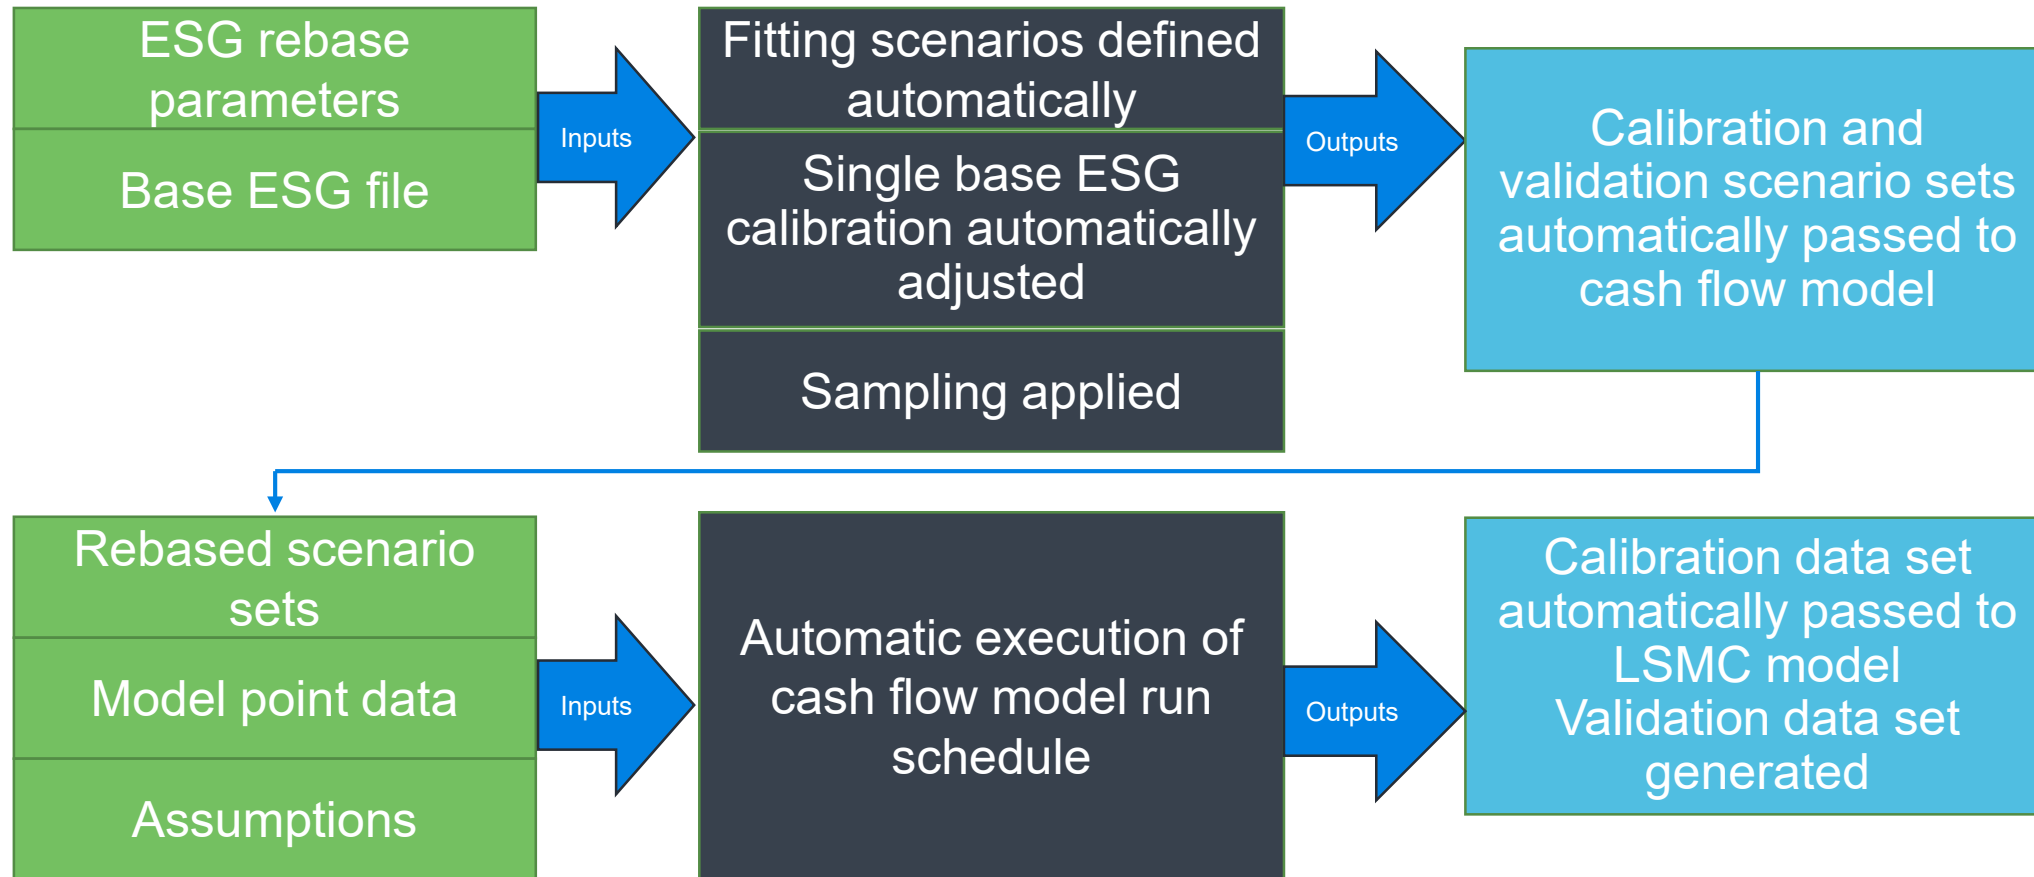 ESG rebase
parameters
Base ESG file
Inputs
Fitting scenarios defined
automatically
Single base ESG
calibration automatically
adjusted
Sampling applied
Outputs
Calibration and
validation scenario sets
automatically passed to
cash flow model
Rebased scenario
sets
Model point data
Assumptions
Inputs
Automatic execution of
cash flow model run
schedule
Outputs
Calibration data set
automatically passed to
LSMC model
Validation data set
generated